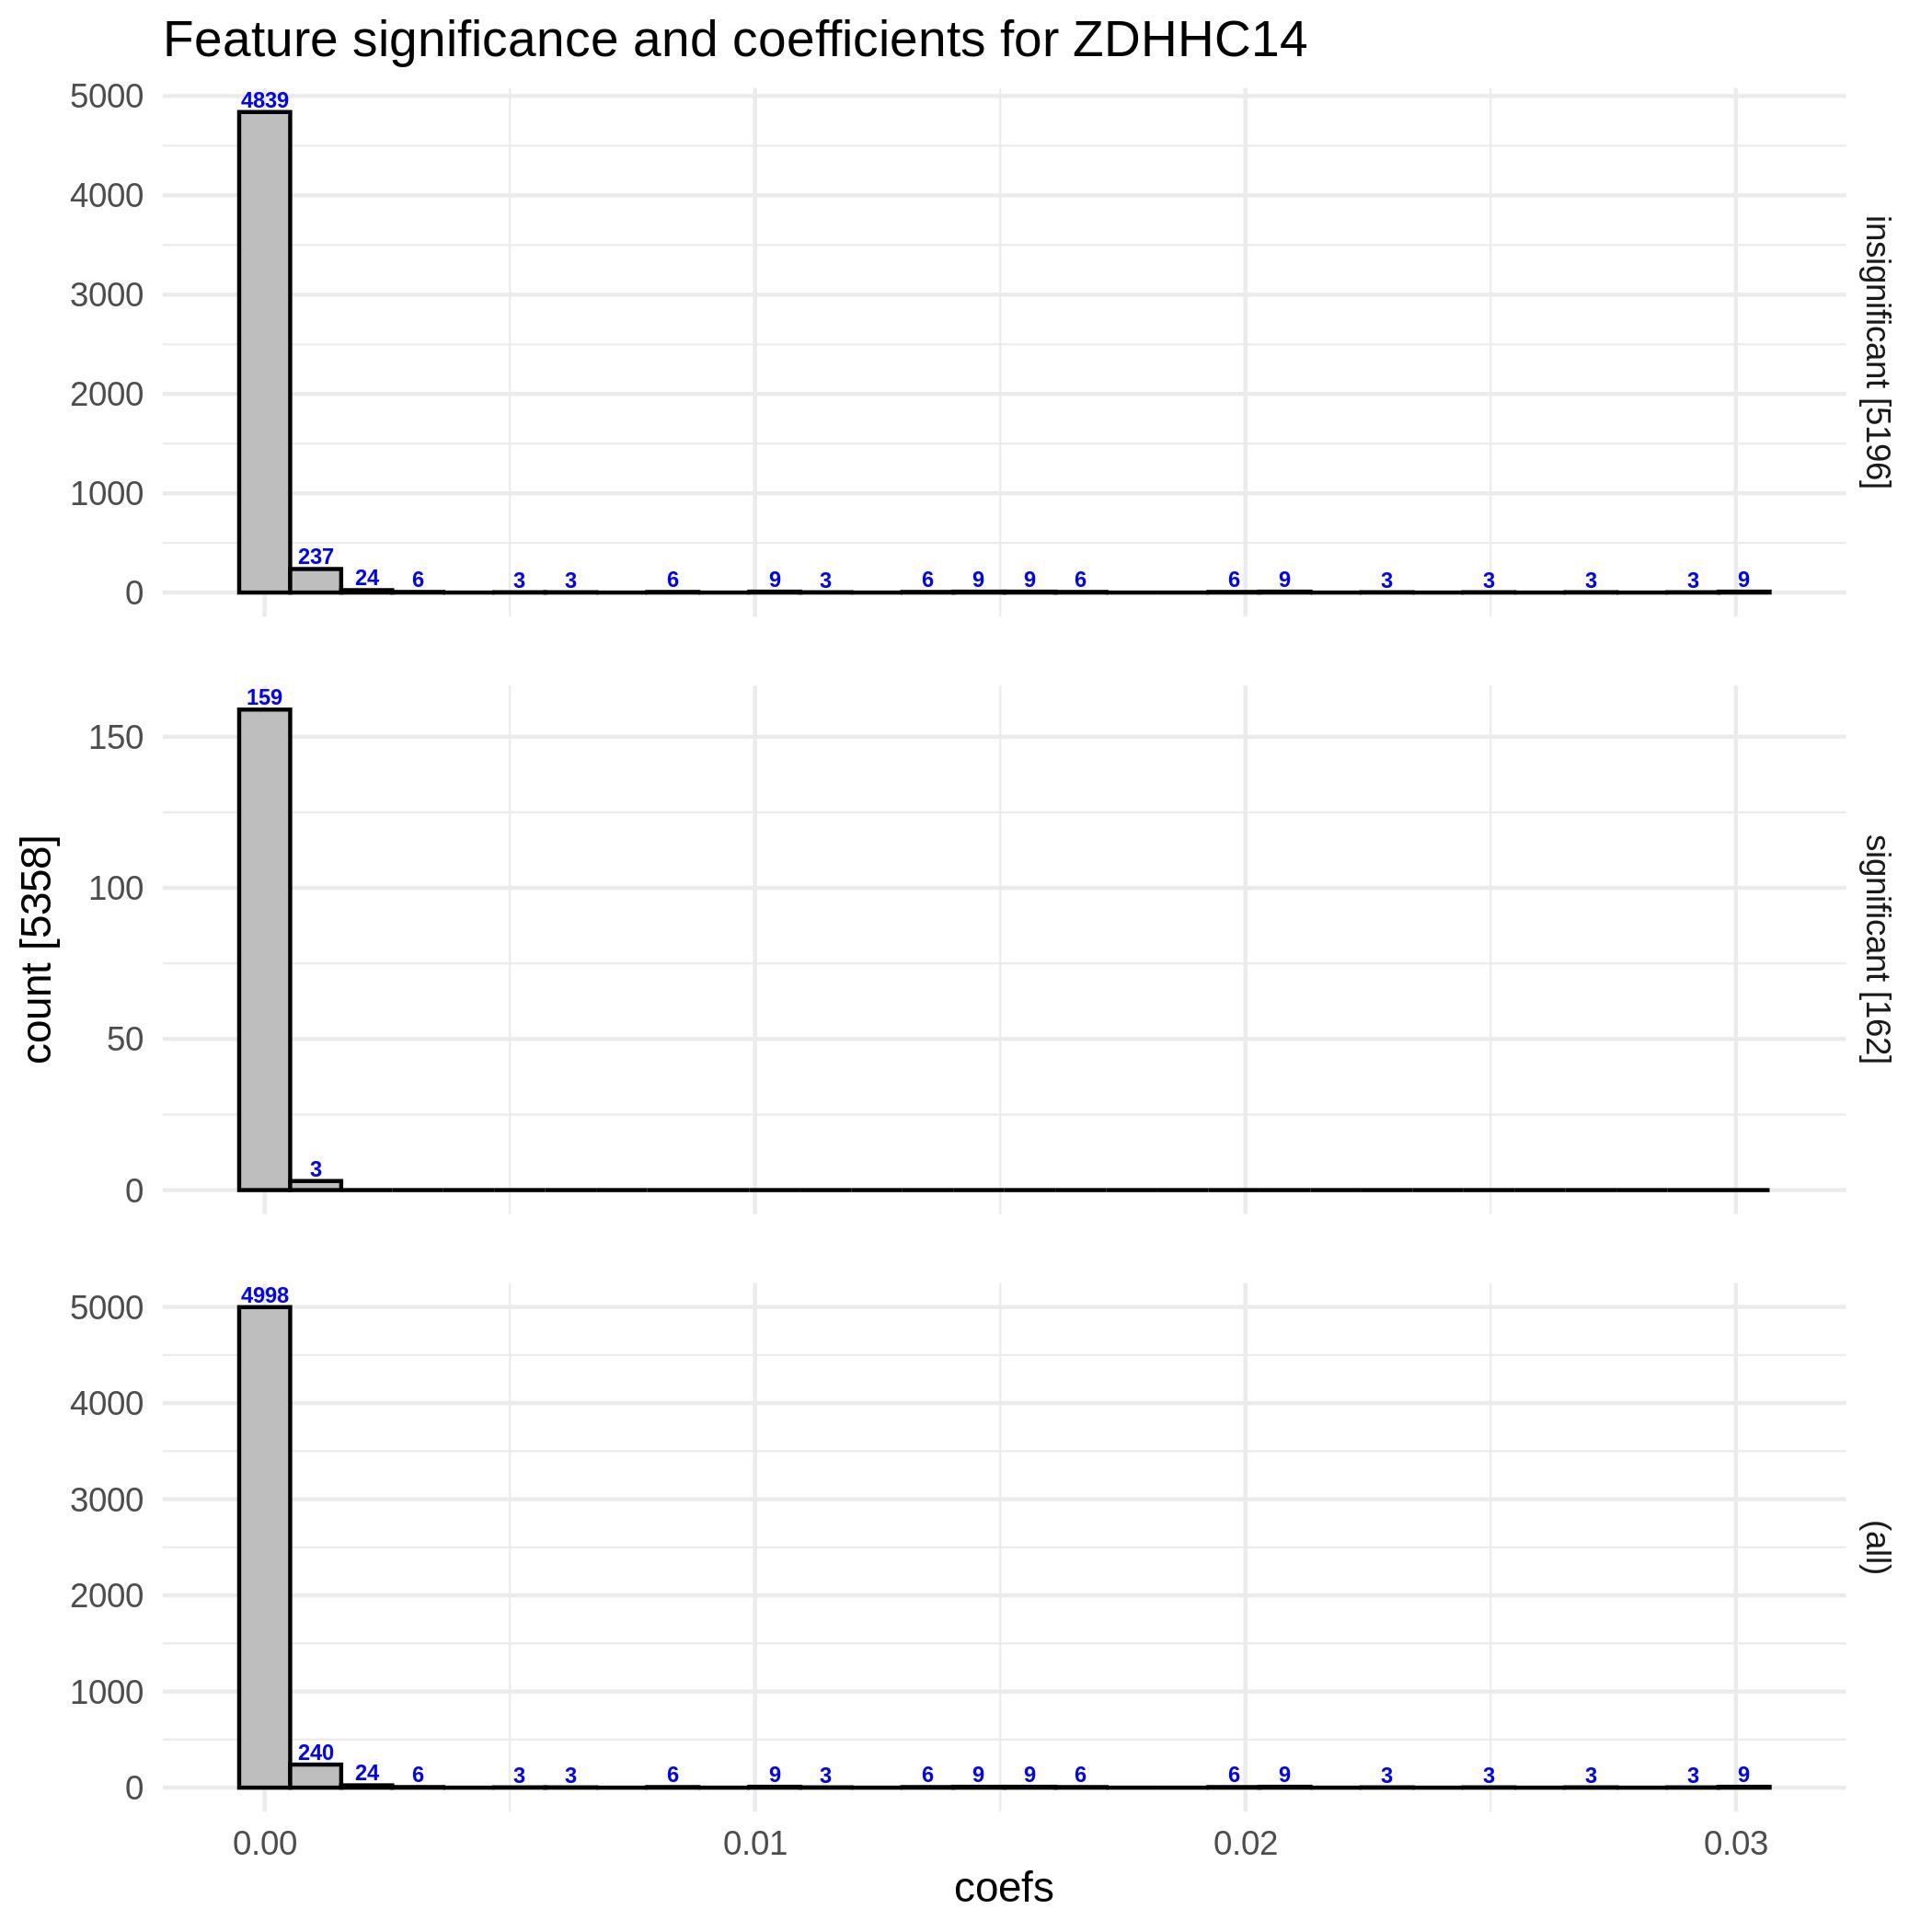 Feature significance and coefficients for ZDHHC14
count [5358]
5000
4000
3000
2000
1000
0
4839
237
24 6 3 3 6 9 3 6 9 9 6 6 9 3 3 3 3 9
insignificant [5196]
150
100
50
0
159
3
significant [162]
5000
4000
3000
2000
1000
0
4998
240
24 6 3 3 6 9 3 6 9 9 6 6 9 3 3 3 3 9
(all)
0.00 0.01 0.02 0.03
coefs